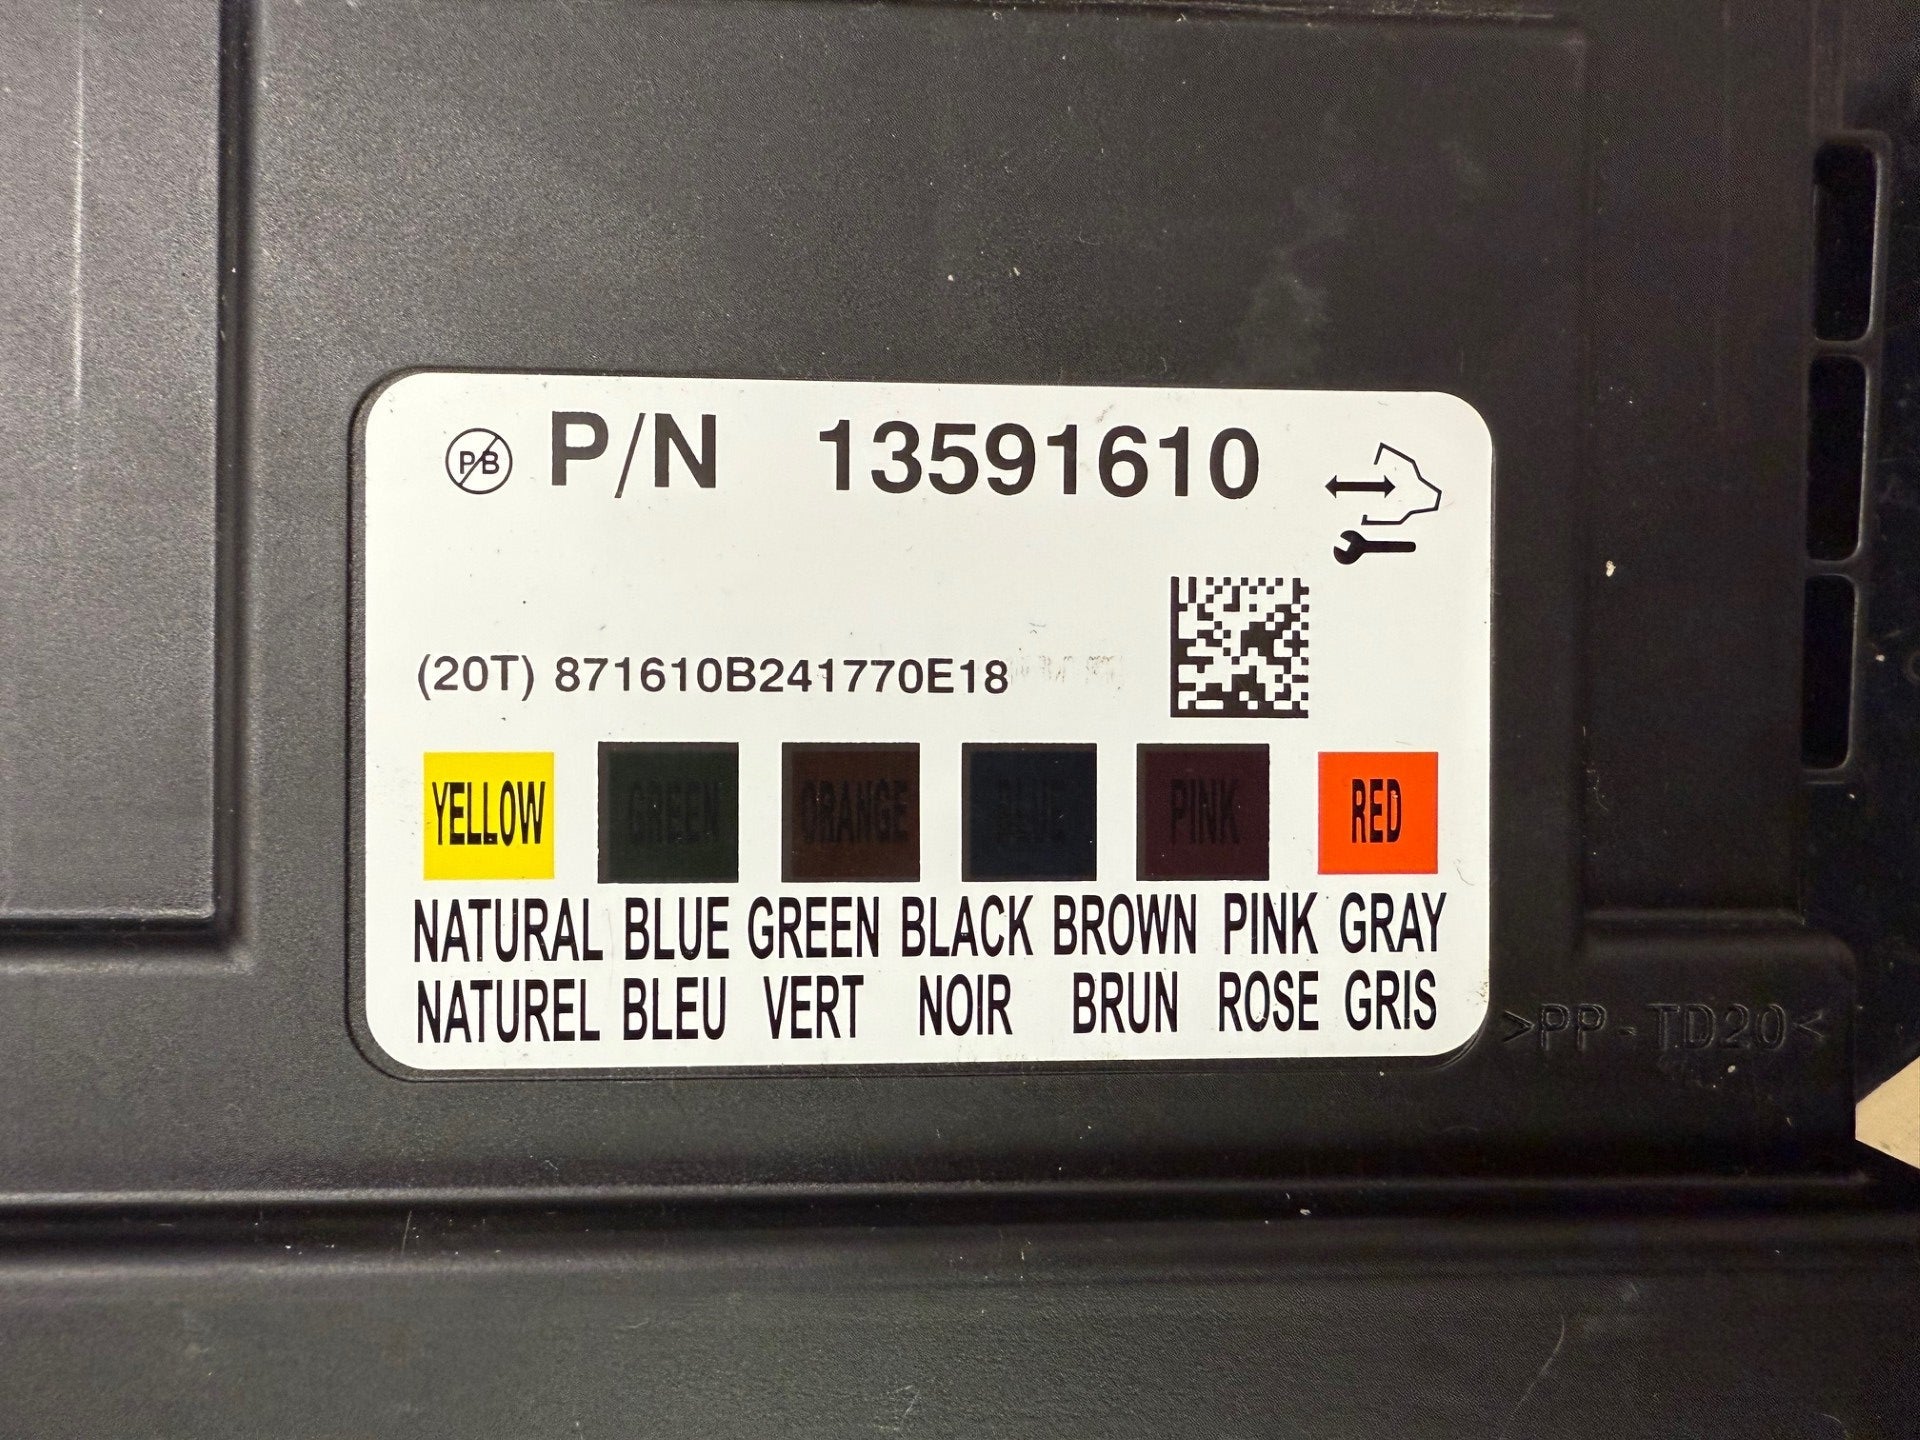 P/B P/N 13591610
(20T) 871610B241770E18
YELLOW GREEN ORANGE BLUE PINK RED
NATURAL BLUE GREEN BLACK BROWN PINK GRAY
NATUREL BLEU VERT NOIR BRUN ROSE GRIS
>PP-TD20<